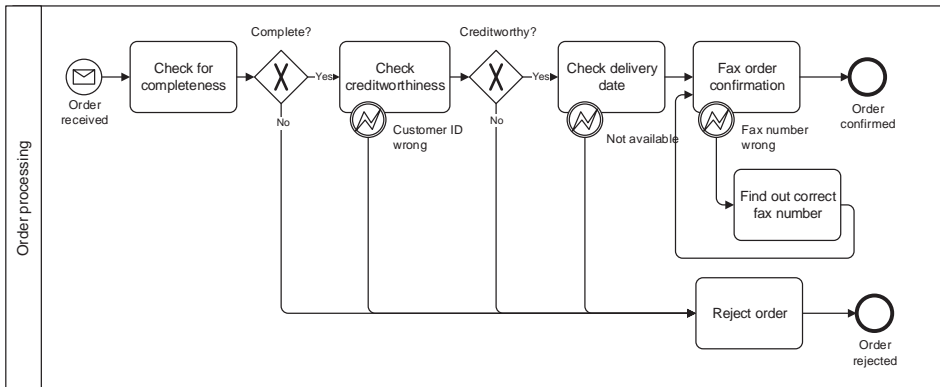 Order processing
Order
received
Check for
completeness
Complete?
Yes
No
Check
creditworthiness
Customer ID
wrong
Creditworthy?
Yes
No
Check delivery
date
Not available
Fax order
confirmation
Fax number
wrong
Find out correct
fax number
Order
confirmed
Reject order
Order
rejected